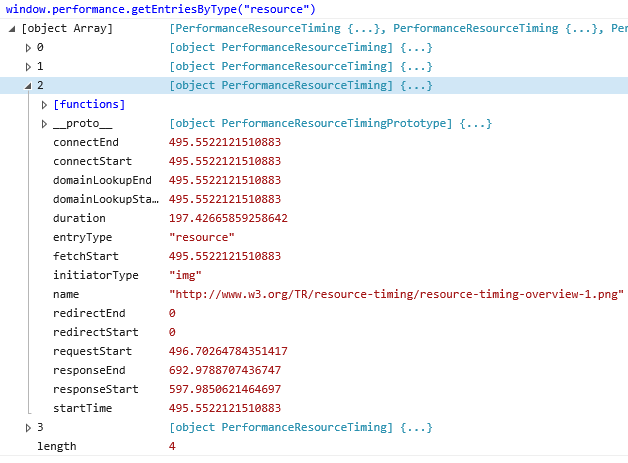 window.performance.getEntriesByType("resource")
[object Array] [PerformanceResourceTiming {...}, PerformanceResourceTiming {...}, Pe
0 [object PerformanceResourceTiming] {...}
1 [object PerformanceResourceTiming] {...}
2 [object PerformanceResourceTiming] {...}
[functions]
__proto__ [object PerformanceResourceTimingPrototype] {...}
connectEnd 495.5522121510883
connectStart 495.5522121510883
domainLookupEnd 495.5522121510883
domainLookupSta... 495.5522121510883
duration 197.42665859258642
entryType "resource"
fetchStart 495.5522121510883
initiatorType "img"
name "http://www.w3.org/TR/resource-timing/resource-timing-overview-1.png"
redirectEnd 0
redirectStart 0
requestStart 496.70264784351417
responseEnd 692.9788707436747
responseStart 597.9850621464697
startTime 495.5522121510883
3 [object PerformanceResourceTiming] {...}
length 4